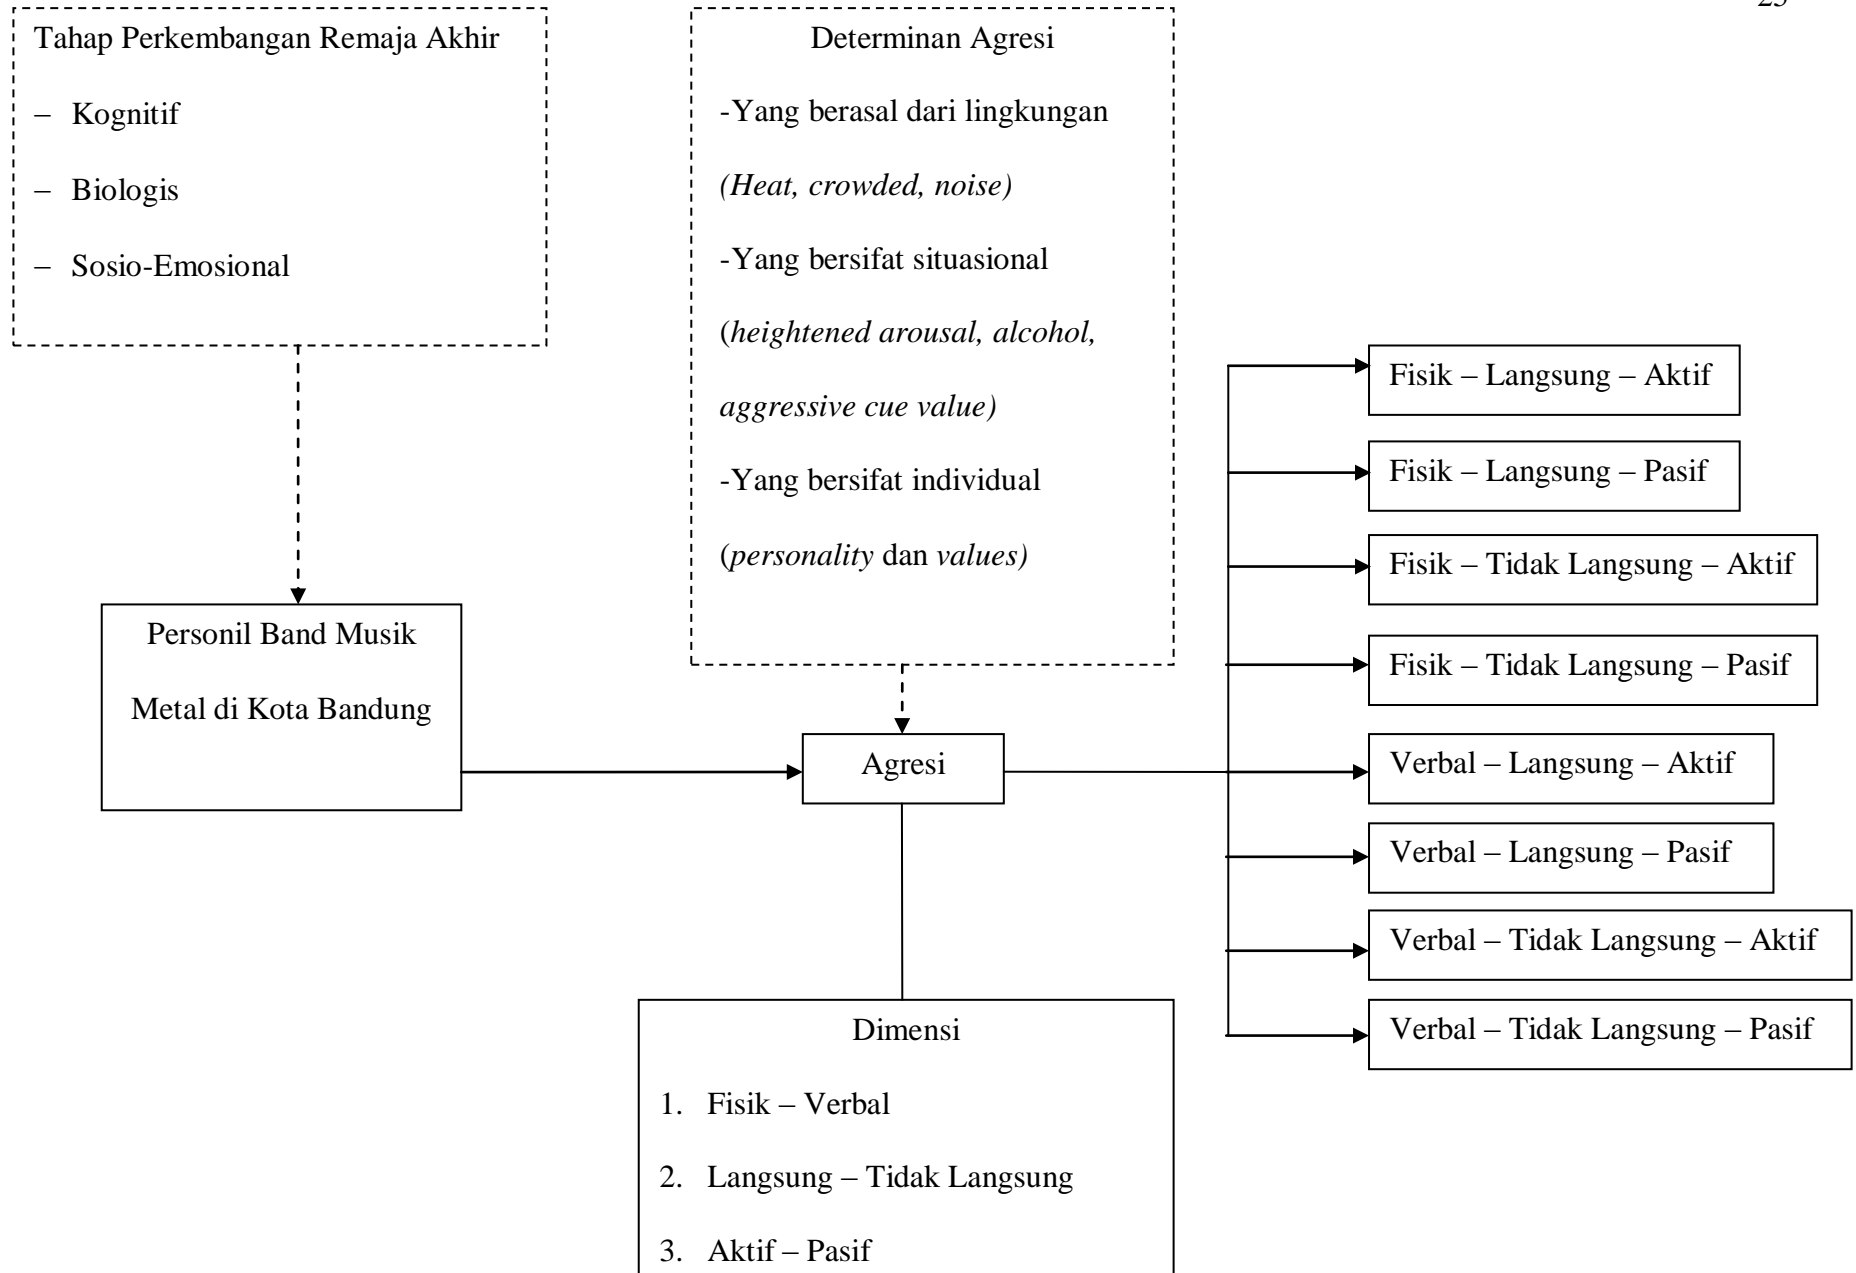 Tahap Perkembangan Remaja Akhir
– Kognitif
– Biologis
– Sosio-Emosional
Determinan Agresi
-Yang berasal dari lingkungan
(Heat, crowded, noise)
-Yang bersifat situasional
(heightened arousal, alcohol,
aggressive cue value)
-Yang bersifat individual
(personality dan values)
Personil Band Musik
Metal di Kota Bandung
Agresi
Dimensi
1. Fisik – Verbal
2. Langsung – Tidak Langsung
3. Aktif – Pasif
Fisik – Langsung – Aktif
Fisik – Langsung – Pasif
Fisik – Tidak Langsung – Aktif
Fisik – Tidak Langsung – Pasif
Verbal – Langsung – Aktif
Verbal – Langsung – Pasif
Verbal – Tidak Langsung – Aktif
Verbal – Tidak Langsung – Pasif